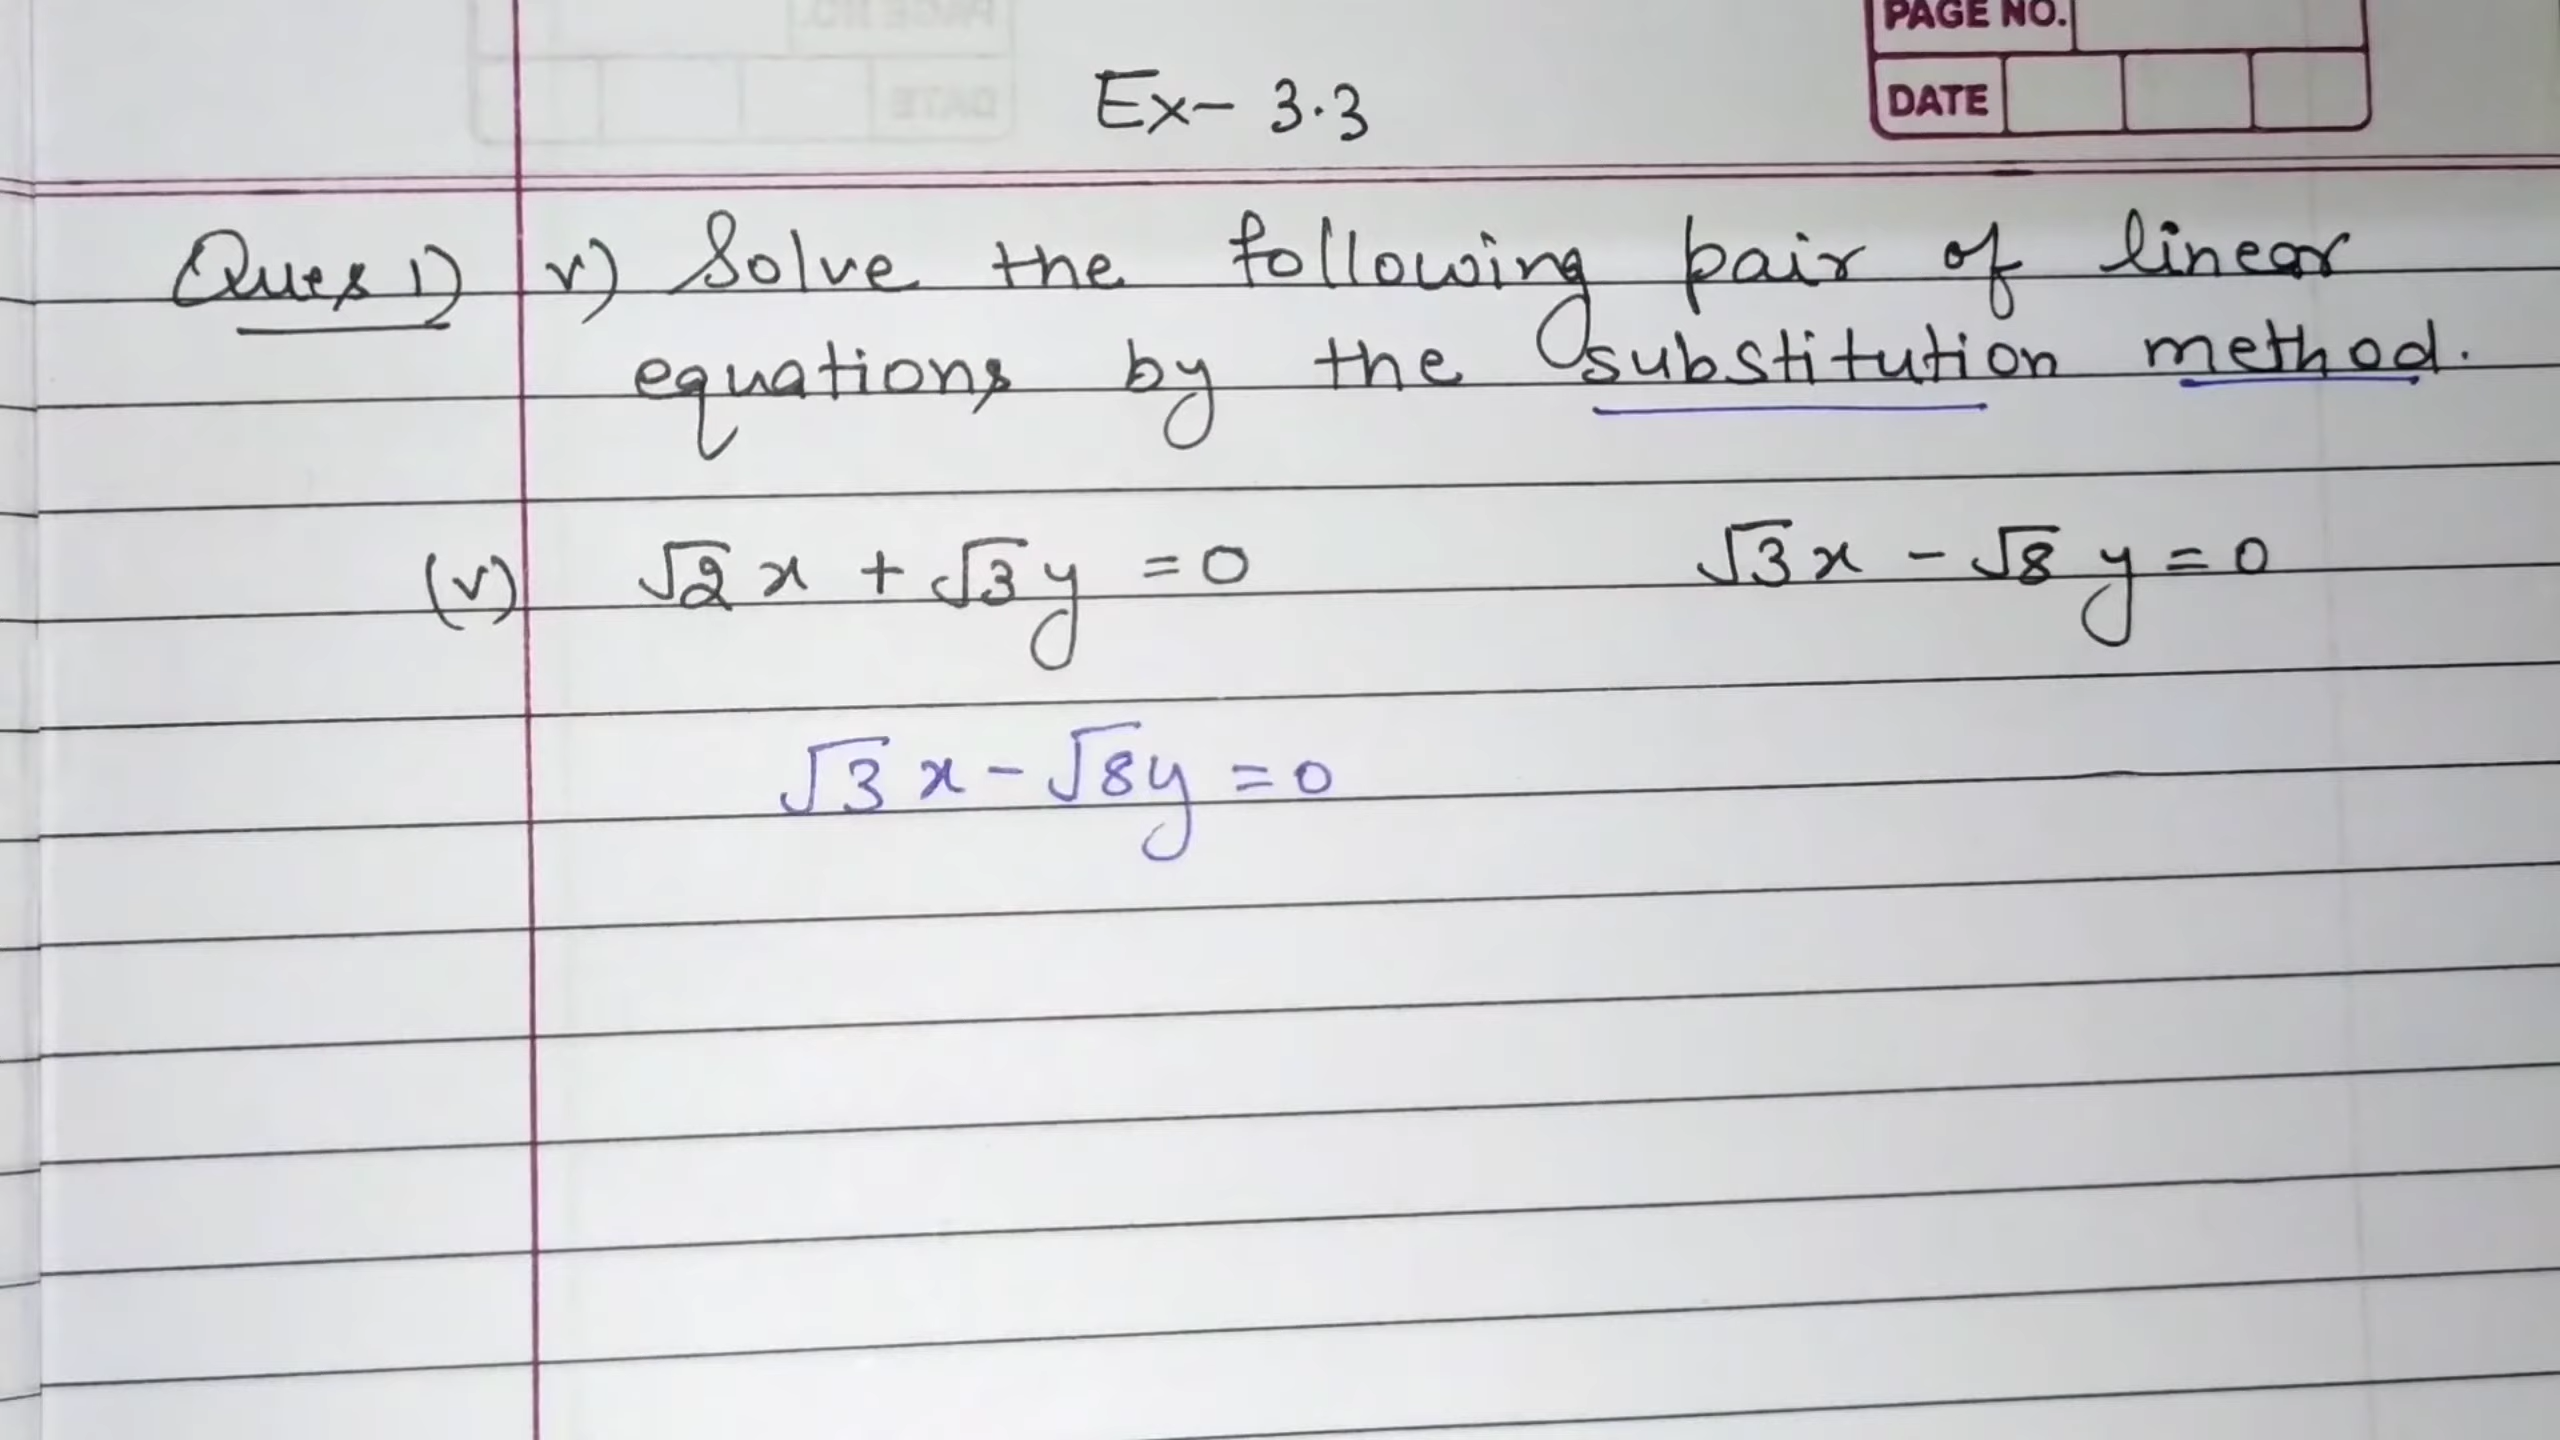 PAGE NO.
DATE
Ex- 3.3
Ques 1) v) Solve the following pair of linear
equations by the substitution method.
(v) √2 x + √3 y = 0 √3 x - √8 y = 0
√3 x - √8 y = 0